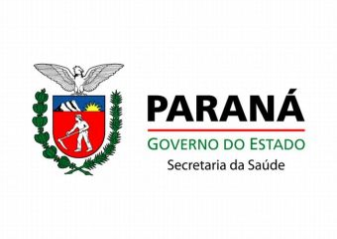 PARANÁ
GOVERNO DO ESTADO
Secretaria da Saúde